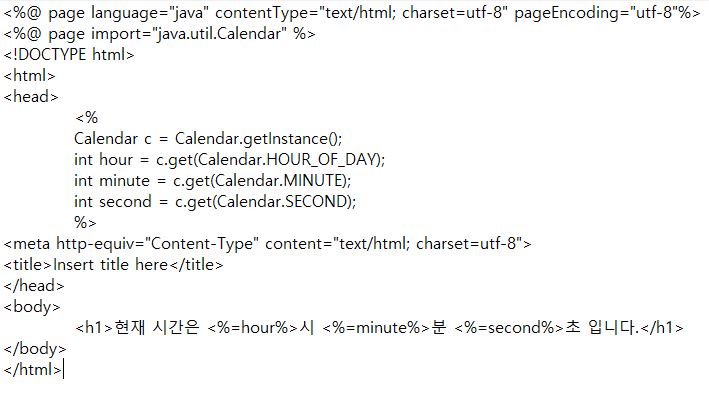 <%@ page language="java" contentType="text/html; charset=utf-8" pageEncoding="utf-8"%>
<%@ page import="java.util.Calendar" %>
<!DOCTYPE html>
<html>
<head>
<%
Calendar c = Calendar.getInstance();
int hour = c.get(Calendar.HOUR_OF_DAY);
int minute = c.get(Calendar.MINUTE);
int second = c.get(Calendar.SECOND);
%>
<meta http-equiv="Content-Type" content="text/html; charset=utf-8">
<title>Insert title here</title>
</head>
<body>
<h1>현재 시간은 <%=hour%>시 <%=minute%>분 <%=second%>초 입니다.</h1>
</body>
</html>